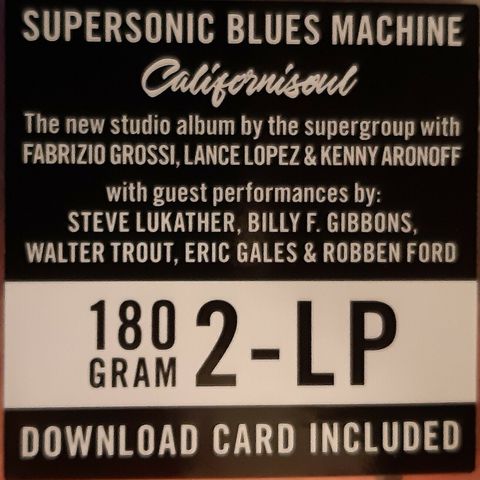 SUPERSONIC BLUES MACHINE
Californisoul
The new studio album by the supergroup with
FABRIZIO GROSSI, LANCE LOPEZ & KENNY ARONOFF
with guest performances by:
STEVE LUKATHER, BILLY F. GIBBONS,
WALTER TROUT, ERIC GALES & ROBBEN FORD
180 GRAM 2-LP
DOWNLOAD CARD INCLUDED